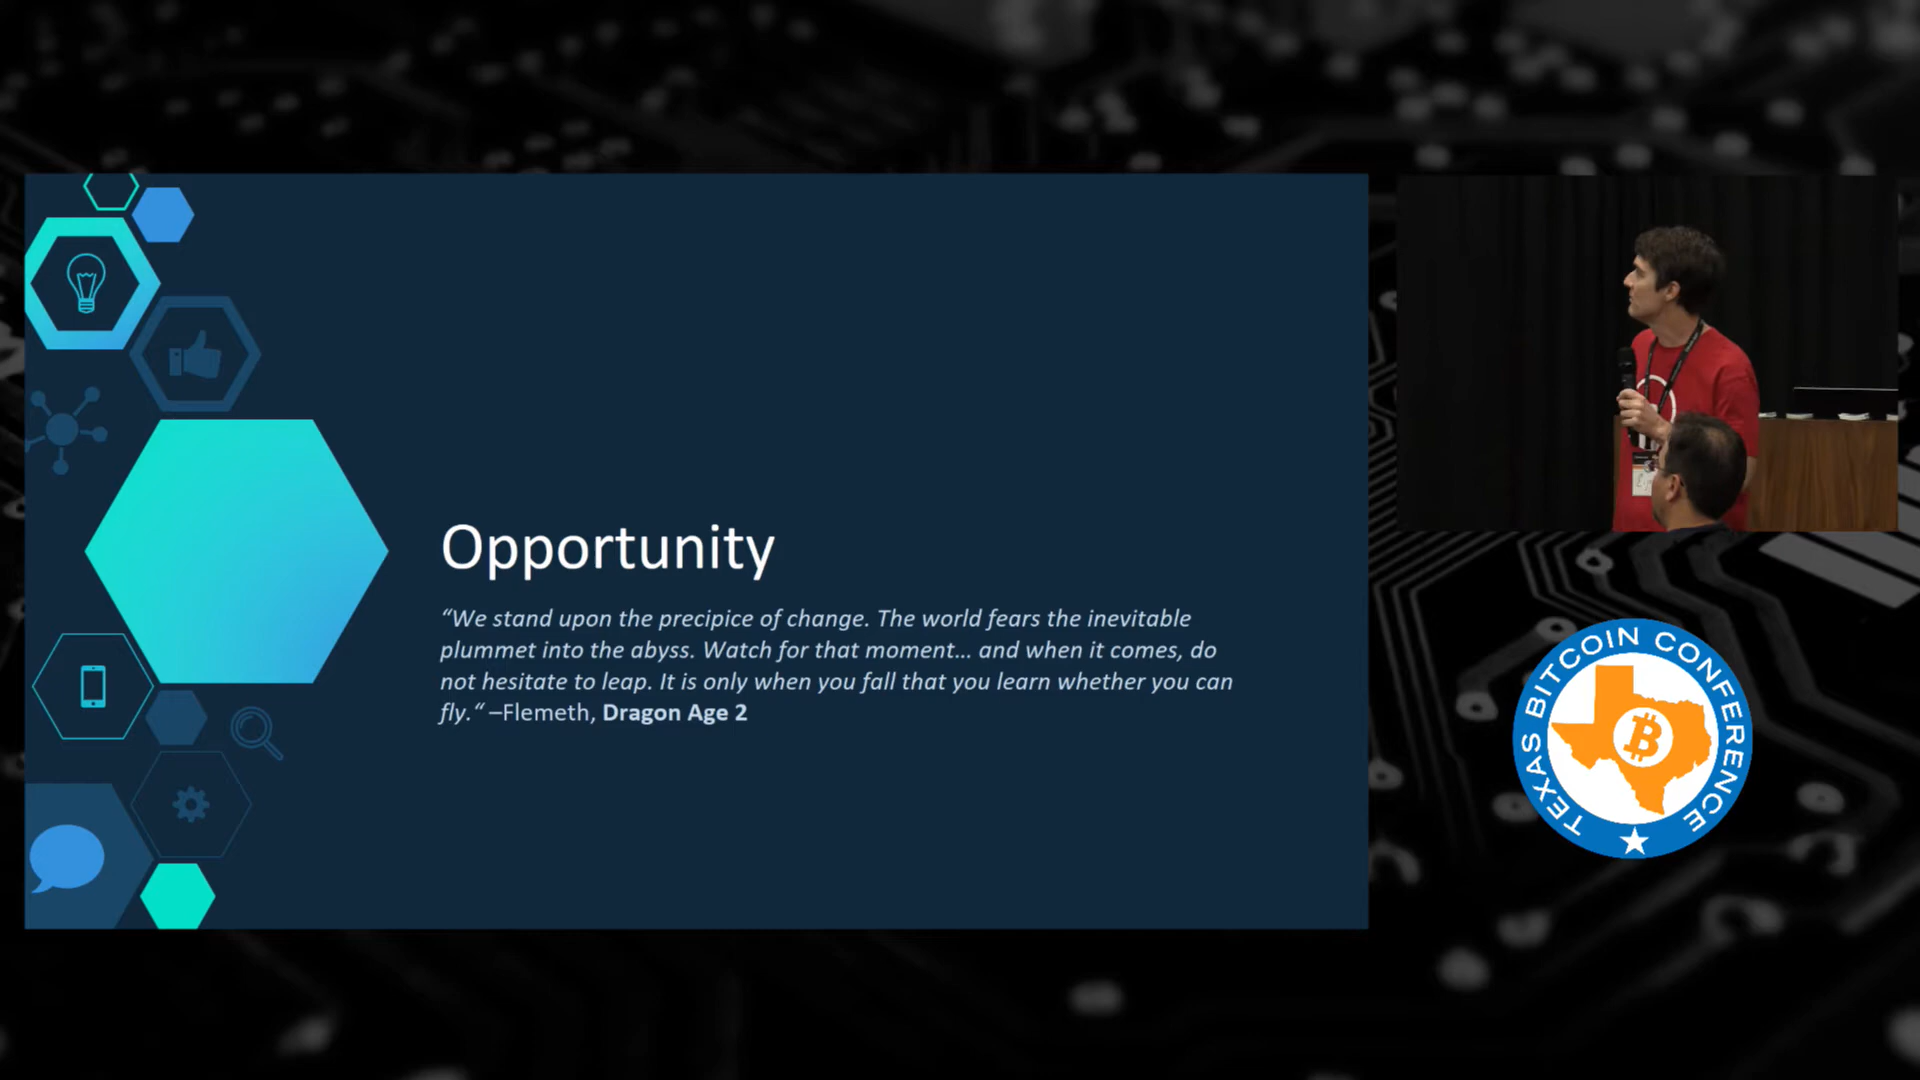 Opportunity
“We stand upon the precipice of change. The world fears the inevitable
plummet into the abyss. Watch for that moment... and when it comes, do
not hesitate to leap. It is only when you fall that you learn whether you can
fly.“ –Flemeth, Dragon Age 2
TEXAS BITCOIN CONFERENCE